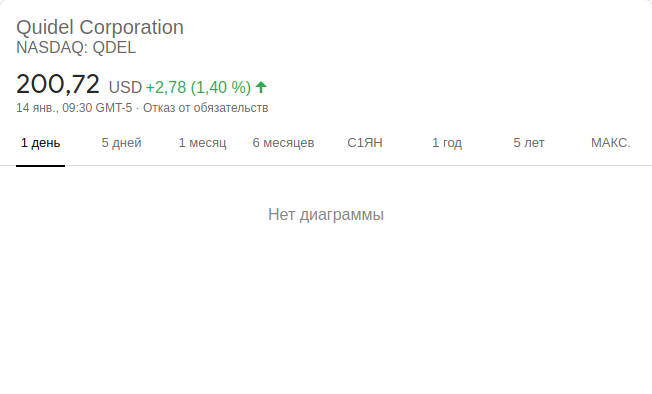 Quidel Corporation
NASDAQ: QDEL
200,72 USD +2,78 (1,40 %)
14 янв., 09:30 GMT-5 · Отказ от обязательств
1 день 5 дней 1 месяц 6 месяцев С1ЯН 1 год 5 лет МАКС.
Нет диаграммы